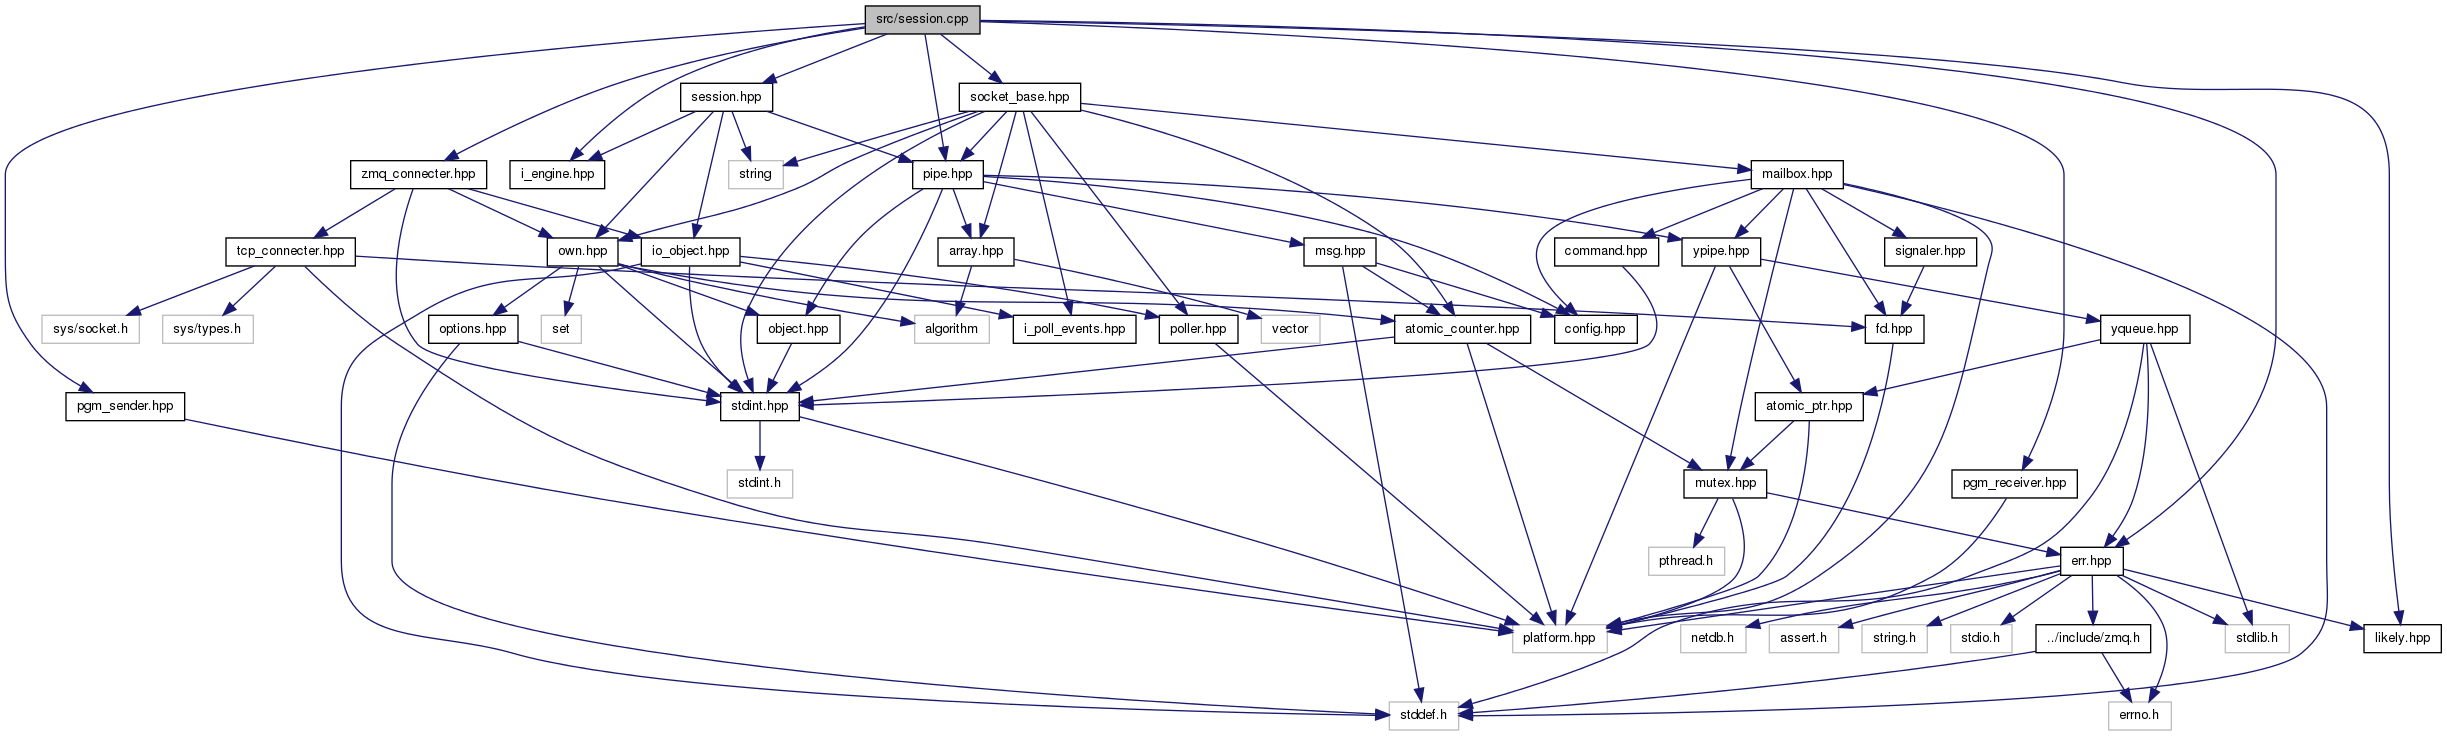 src/session.cpp
session.hpp
socket_base.hpp
zmq_connecter.hpp
i_engine.hpp
string
pipe.hpp
mailbox.hpp
tcp_connecter.hpp
own.hpp
io_object.hpp
array.hpp
msg.hpp
command.hpp
ypipe.hpp
signaler.hpp
sys/socket.h
sys/types.h
options.hpp
set
object.hpp
algorithm
i_poll_events.hpp
poller.hpp
vector
atomic_counter.hpp
config.hpp
fd.hpp
yqueue.hpp
pgm_sender.hpp
stdint.hpp
atomic_ptr.hpp
stdint.h
mutex.hpp
pgm_receiver.hpp
pthread.h
err.hpp
platform.hpp
netdb.h
assert.h
string.h
stdio.h
../include/zmq.h
stdlib.h
likely.hpp
stddef.h
errno.h